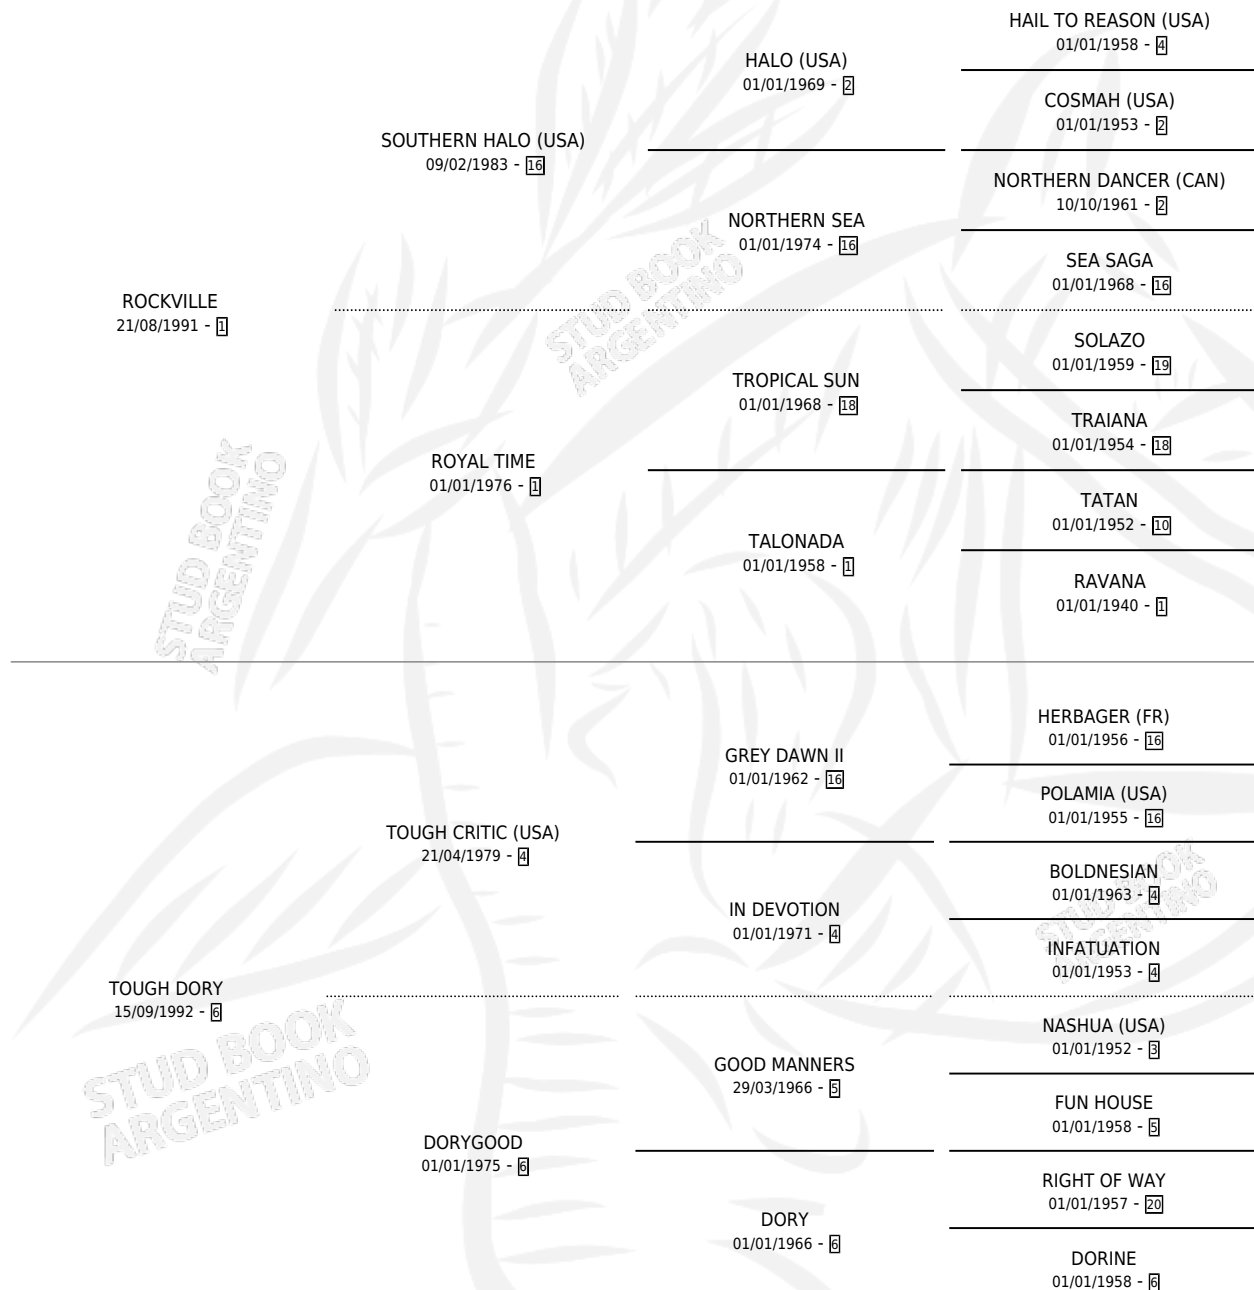 HAIL TO REASON (USA)
01/01/1958 - 4
HALO (USA)
01/01/1969 - 2
COSMAH (USA)
01/01/1953 - 2
SOUTHERN HALO (USA)
09/02/1983 - 16
NORTHERN DANCER (CAN)
10/10/1961 - 2
NORTHERN SEA
01/01/1974 - 16
SEA SAGA
01/01/1968 - 16
ROCKVILLE
21/08/1991 - 1
SOLAZO
01/01/1959 - 19
TROPICAL SUN
01/01/1968 - 18
TRAIANA
01/01/1954 - 18
ROYAL TIME
01/01/1976 - 1
TATAN
01/01/1952 - 10
TALONADA
01/01/1958 - 1
RAVANA
01/01/1940 - 1
HERBAGER (FR)
01/01/1956 - 16
GREY DAWN II
01/01/1962 - 16
POLAMIA (USA)
01/01/1955 - 16
TOUGH CRITIC (USA)
21/04/1979 - 4
BOLDNESIAN
01/01/1963 - 4
IN DEVOTION
01/01/1971 - 4
INFATUATION
01/01/1953 - 4
TOUGH DORY
15/09/1992 - 6
NASHUA (USA)
01/01/1952 - 3
GOOD MANNERS
29/03/1966 - 5
FUN HOUSE
01/01/1958 - 5
DORYGOOD
01/01/1975 - 6
RIGHT OF WAY
01/01/1957 - 20
DORY
01/01/1966 - 6
DORINE
01/01/1958 - 6
STUD BOOK
ARGENTINO
STUD BOOK
ARGENTINO
STUD BOOK
ARGENTINO
STUD BOOK
ARGENTINO